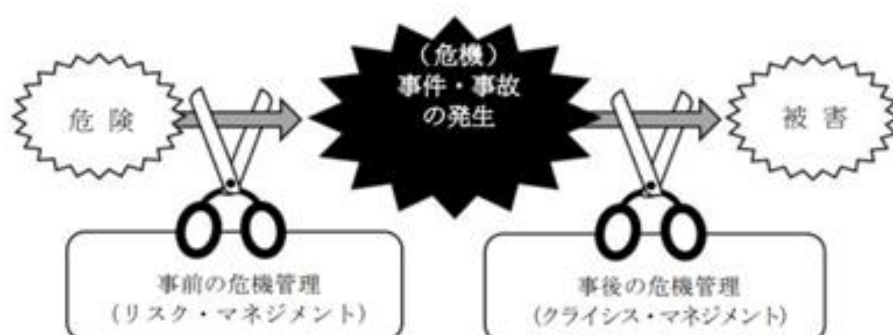 危険
（危機）
事件・事故
の発生
被害
事前の危機管理
（リスク・マネジメント）
事後の危機管理
（クライシス・マネジメント）